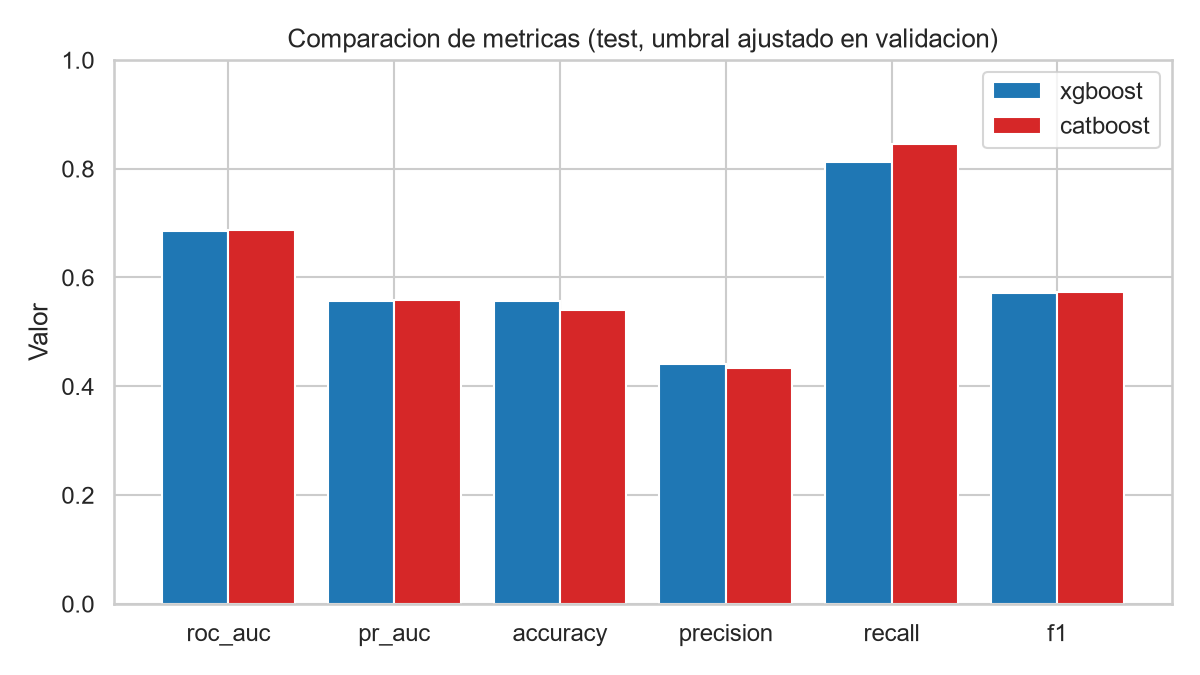 Comparacion de metricas (test, umbral ajustado en validacion)
xgboost
catboost
Valor
1.0
0.8
0.6
0.4
0.2
0.0
roc_auc
pr_auc
accuracy
precision
recall
f1